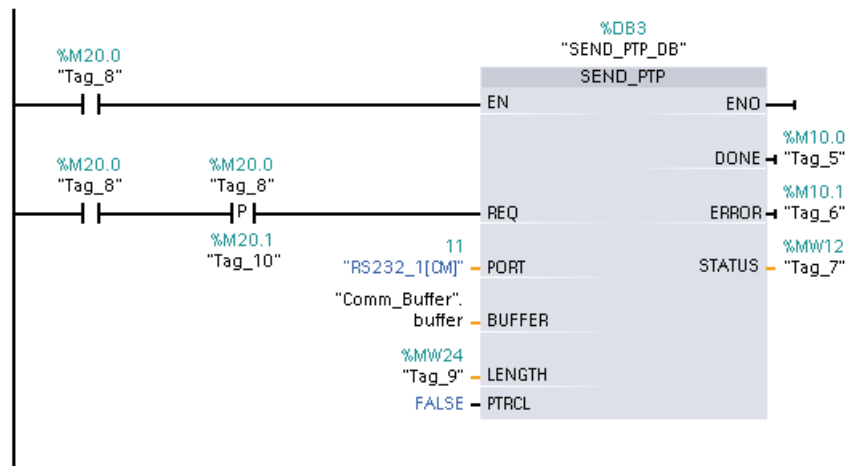 %DB3
"SEND_PTP_DB"
%M20.0
"Tag_8"
SEND_PTP
EN
ENO
%M10.0
DONE
"Tag_5"
%M20.0
"Tag_8"
%M20.0
"Tag_8"
P
%M20.1
"Tag_10"
REQ
%M10.1
ERROR
"Tag_6"
11
"RS232_1[CM]"
PORT
%MW12
STATUS
"Tag_7"
"Comm_Buffer".
buffer
BUFFER
%MW24
"Tag_9"
LENGTH
FALSE
PTRCL